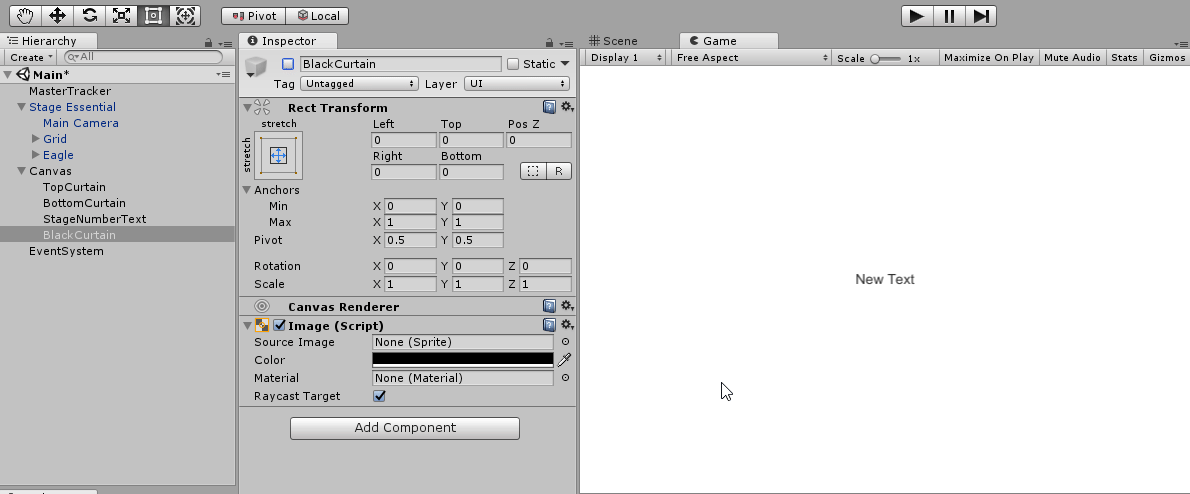 Pivot Local
Hierarchy
Create All
Main*
MasterTracker
Stage Essential
Main Camera
Grid
Eagle
Canvas
TopCurtain
BottomCurtain
StageNumberText
BlackCurtain
EventSystem
Inspector
BlackCurtain Static
Tag Untagged Layer UI
Rect Transform
stretch
stretch
Left Top Pos Z
0 0 0
Right Bottom
0 0 R
Anchors
Min X 0 Y 0
Max X 1 Y 1
Pivot X 0.5 Y 0.5
Rotation X 0 Y 0 Z 0
Scale X 1 Y 1 Z 1
Canvas Renderer
Image (Script)
Source Image None (Sprite)
Color
Material None (Material)
Raycast Target
Add Component
Scene Game
Display 1 Free Aspect Scale 1x Maximize On Play Mute Audio Stats Gizmos
New Text